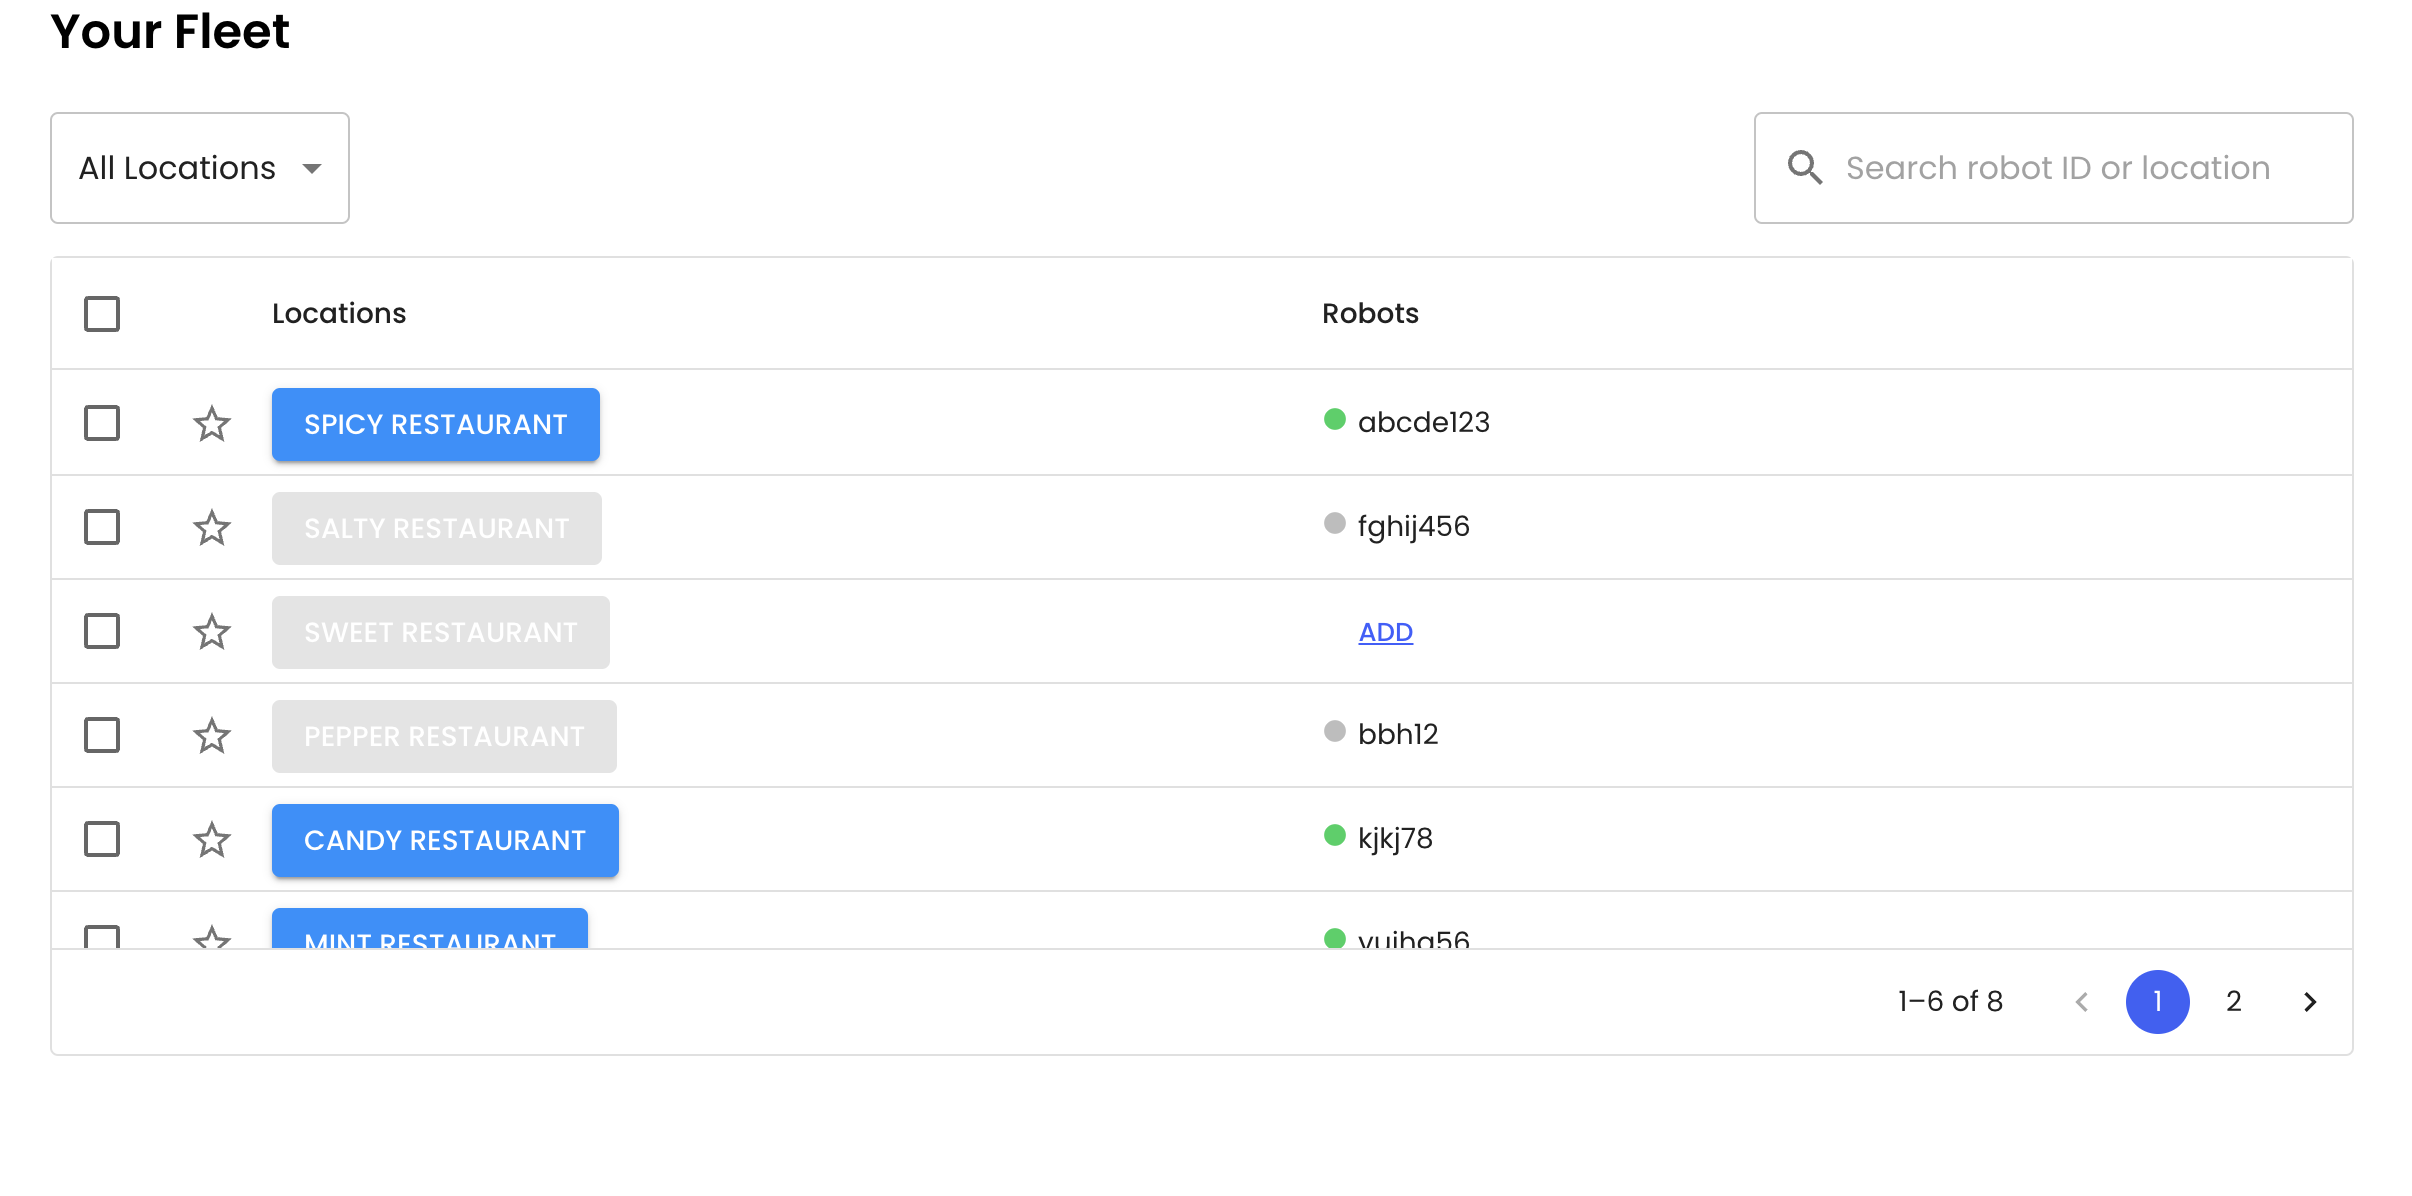 Your Fleet
All Locations
Search robot ID or location
Locations Robots
SPICY RESTAURANT abcde123
SALTY RESTAURANT fghij456
SWEET RESTAURANT ADD
PEPPER RESTAURANT bbh12
CANDY RESTAURANT kjkj78
MINT RESTAURANT
1–6 of 8 1 2